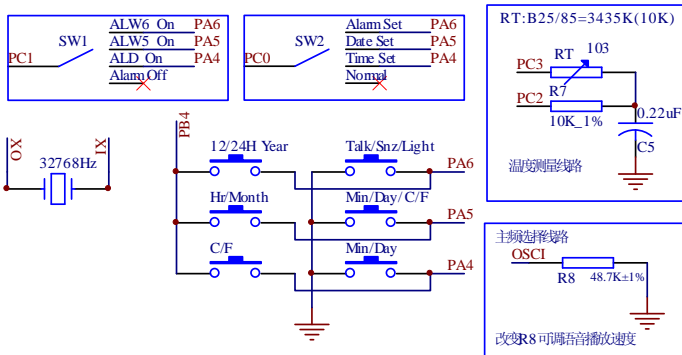 ALW6 On PA6
SW1 ALW5 On PA5
PC1 ALD On PA4
Alarm Off
Alarm Set PA6
SW2 Date Set PA5
PC0 Time Set PA4
Normal
RT:B25/85=3435K(10K)
RT 103
PC3
R7
PC2
10K_1%
0.22uF
C5
温度测量线路
OX
XI
32768Hz
PB4
12/24H Year
Talk/Snz/Light
PA6
Hr/Month
Min/Day/C/F
PA5
C/F
Min/Day
PA4
主频选择线路
OSCI
R8 48.7K±1%
改变R8可调语音播放速度